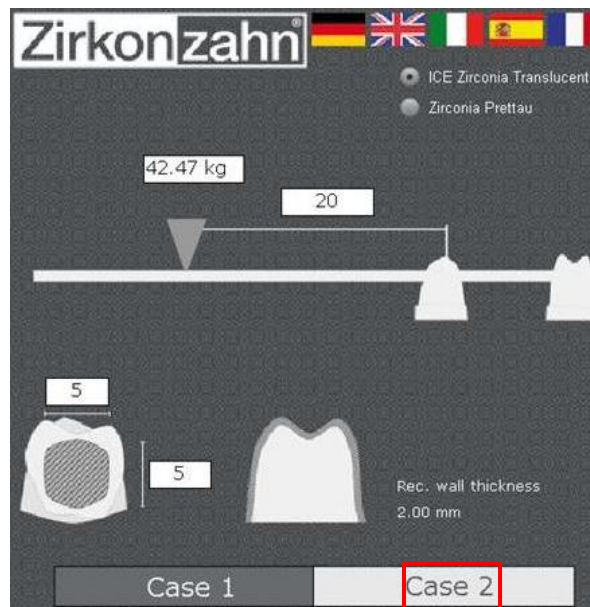 Zirkonzahn®
ICE Zirconia Translucent
Zirconia Prettau
42.47 kg
20
5
5
Rec. wall thickness
2.00 mm
Case 1
Case 2